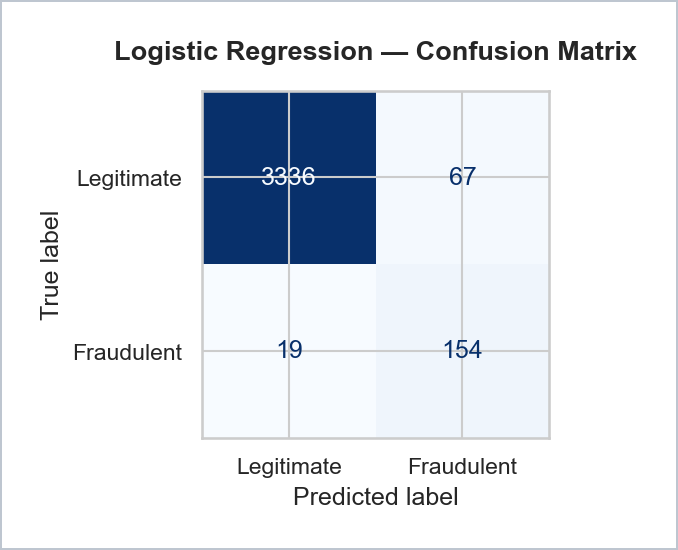 Logistic Regression — Confusion Matrix
Legitimate 3336 67
True label
Fraudulent 19 154
Legitimate Fraudulent
Predicted label